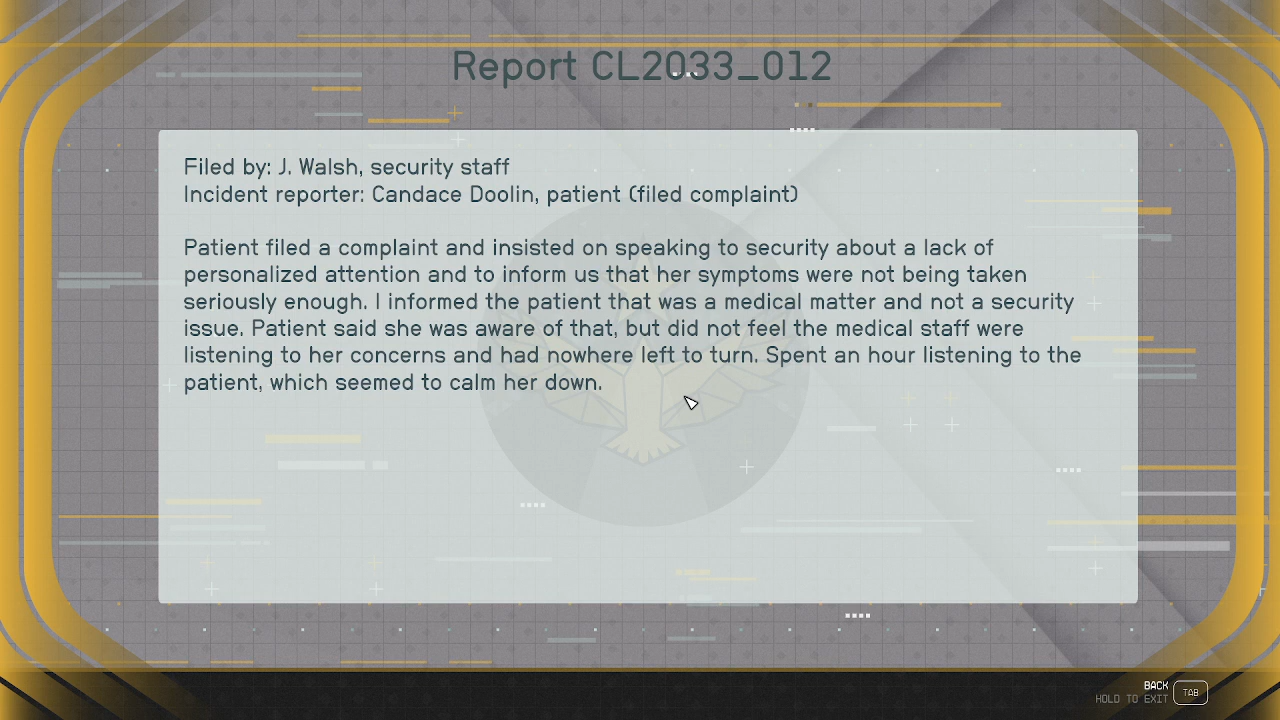 Report CL2033_012
Filed by: J. Walsh, security staff
Incident reporter: Candace Doolin, patient (filed complaint)
Patient filed a complaint and insisted on speaking to security about a lack of
personalized attention and to inform us that her symptoms were not being taken
seriously enough. I informed the patient that was a medical matter and not a security
issue. Patient said she was aware of that, but did not feel the medical staff were
listening to her concerns and had nowhere left to turn. Spent an hour listening to the
patient, which seemed to calm her down.
BACK
HOLD TO EXIT
TAB